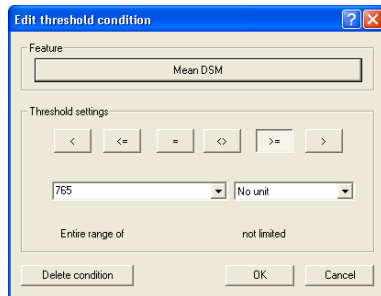 Edit threshold condition
Feature
Mean DSM
Threshold settings
< <= = <> >= >
765 No unit
Entire range of not limited
Delete condition OK Cancel